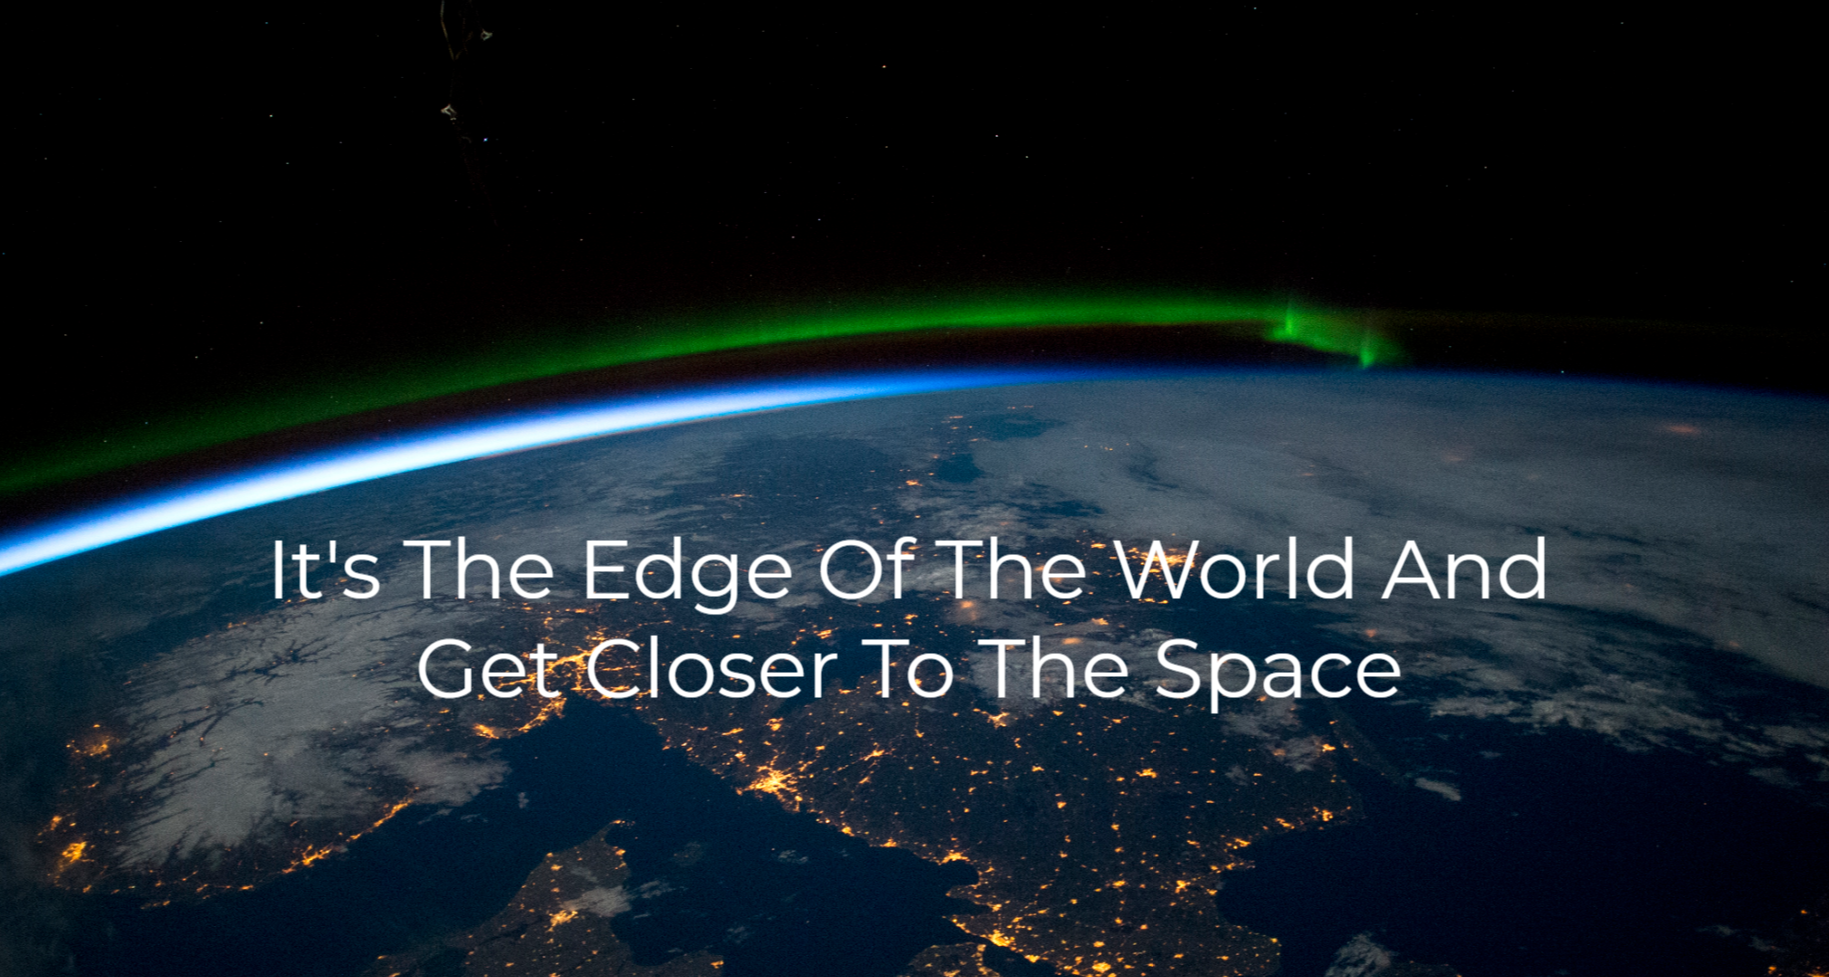 It's The Edge Of The World And
Get Closer To The Space